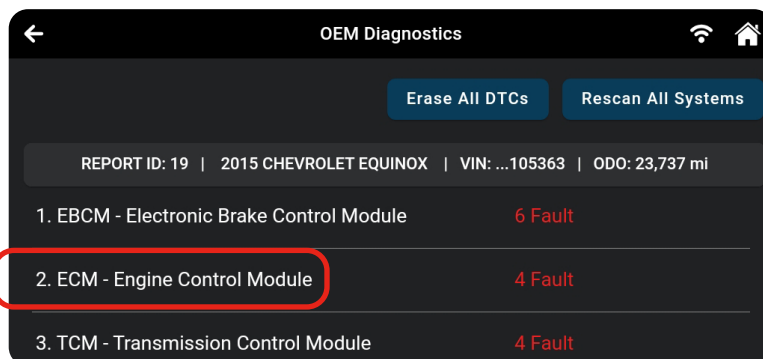 OEM Diagnostics
Erase All DTCs Rescan All Systems
REPORT ID: 19 | 2015 CHEVROLET EQUINOX | VIN: ...105363 | ODO: 23,737 mi
1. EBCM - Electronic Brake Control Module 6 Fault
2. ECM - Engine Control Module 4 Fault
3. TCM - Transmission Control Module 4 Fault